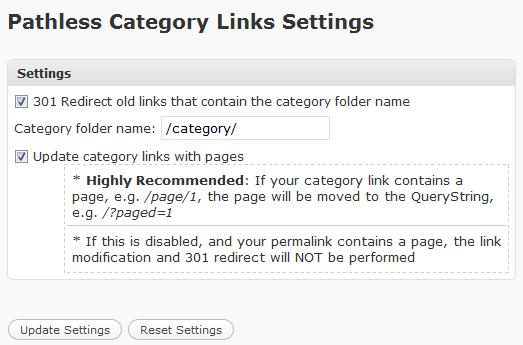 Pathless Category Links Settings
Settings
301 Redirect old links that contain the category folder name
Category folder name: /category/
Update category links with pages
* Highly Recommended: If your category link contains a
page, e.g. /page/1, the page will be moved to the QueryString,
e.g. /?paged=1
* If this is disabled, and your permalink contains a page, the link
modification and 301 redirect will NOT be performed
Update Settings Reset Settings